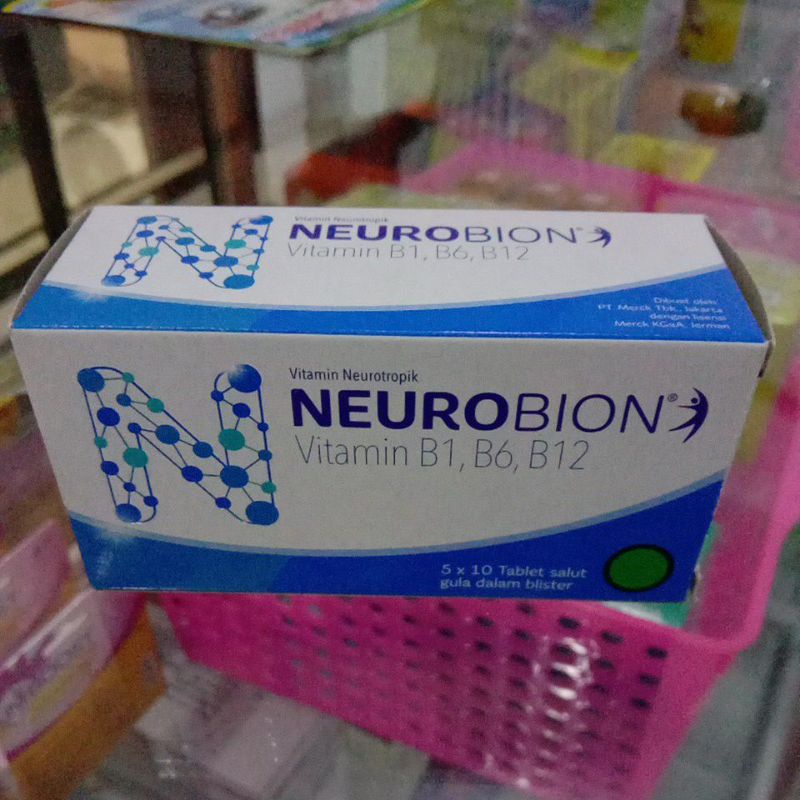 Vitamin Neurotropik
NEUROBION®
Vitamin B1, B6, B12
Dibuat oleh:
PT Merck Tbk., Jakarta
dengan lisensi
Merck KGaA, Jerman
Vitamin Neurotropik
NEUROBION®
Vitamin B1, B6, B12
5 x 10 Tablet salut
gula dalam blister